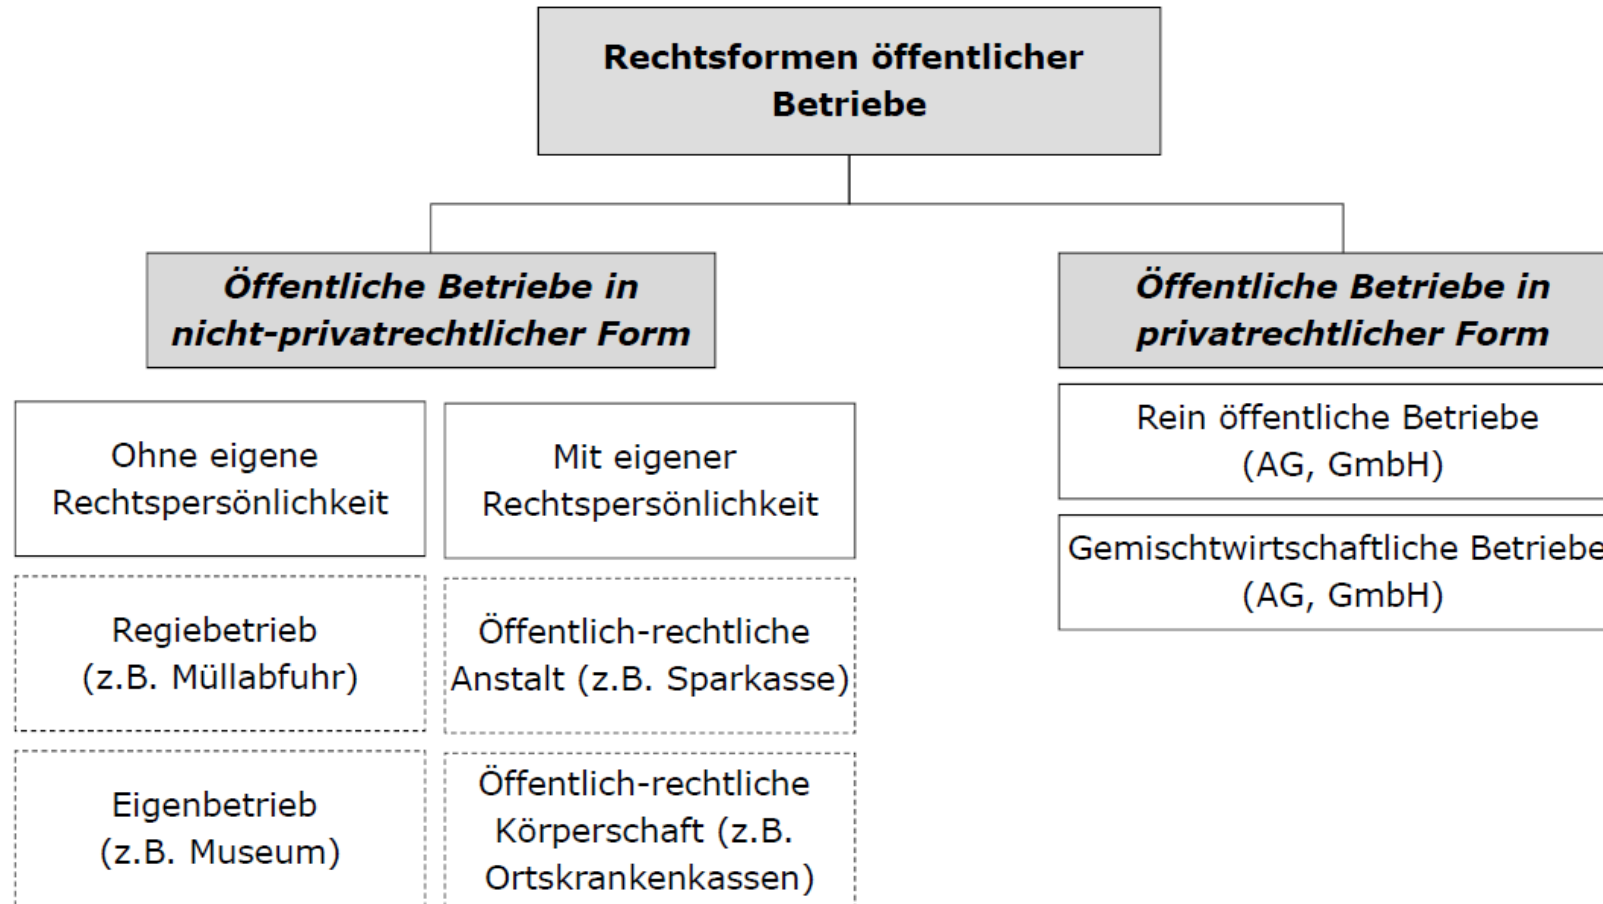 Rechtsformen öffentlicher
Betriebe
Öffentliche Betriebe in
nicht-privatrechtlicher Form
Öffentliche Betriebe in
privatrechtlicher Form
Ohne eigene
Rechtspersönlichkeit
Mit eigener
Rechtspersönlichkeit
Rein öffentliche Betriebe
(AG, GmbH)
Gemischtwirtschaftliche Betriebe
(AG, GmbH)
Regiebetrieb
(z.B. Müllabfuhr)
Öffentlich-rechtliche
Anstalt (z.B. Sparkasse)
Eigenbetrieb
(z.B. Museum)
Öffentlich-rechtliche
Körperschaft (z.B.
Ortskrankenkassen)